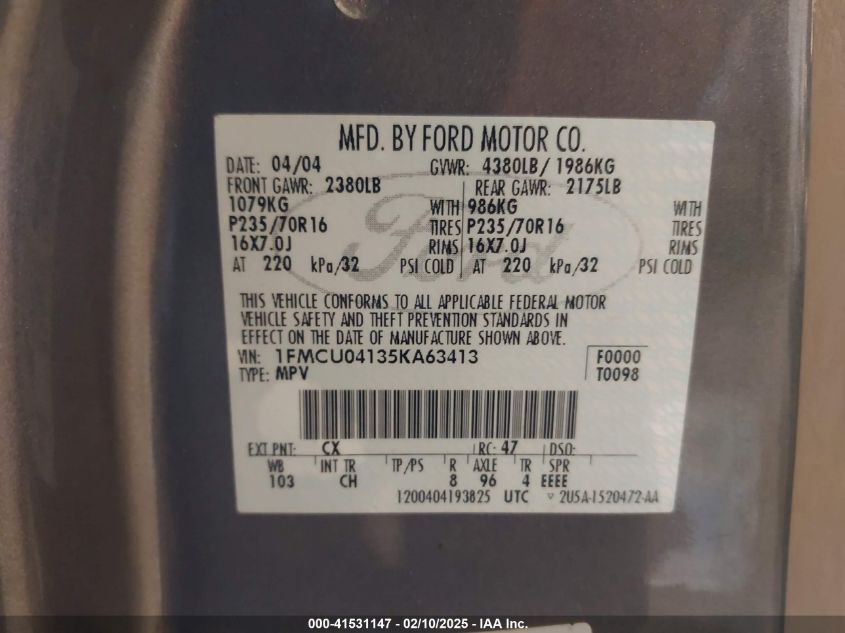 MFD. BY FORD MOTOR CO.
DATE: 04/04 GVWR: 4380LB/ 1986KG
FRONT GAWR: 2380LB REAR GAWR: 2175LB
1079KG WITH 986KG WITH
P235/70R16 TIRES P235/70R16 TIRES
16X7.0J RIMS 16X7.0J RIMS
AT 220 kPa/32 PSI COLD AT 220 kPa/32 PSI COLD
Ford
THIS VEHICLE CONFORMS TO ALL APPLICABLE FEDERAL MOTOR
VEHICLE SAFETY AND THEFT PREVENTION STANDARDS IN
EFFECT ON THE DATE OF MANUFACTURE SHOWN ABOVE.
VIN: 1FMCU04135KA63413 F0000
TYPE: MPV T0098
EXT PNT: CX RC: 47 DSO:
WB INT TR TP/PS R AXLE TR SPR
103 CH 8 96 4 EEEE
1200404193825 UTC 2U5A-1520472-AA
000-41531147 - 02/10/2025 - IAA Inc.